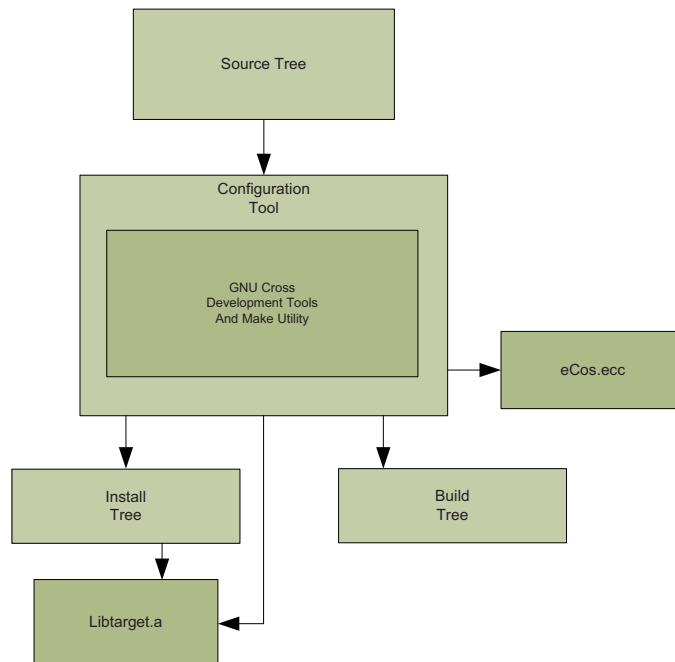 Source Tree
Configuration
Tool
GNU Cross
Development Tools
And Make Utility
eCos.ecc
Install
Tree
Build
Tree
Libtarget.a